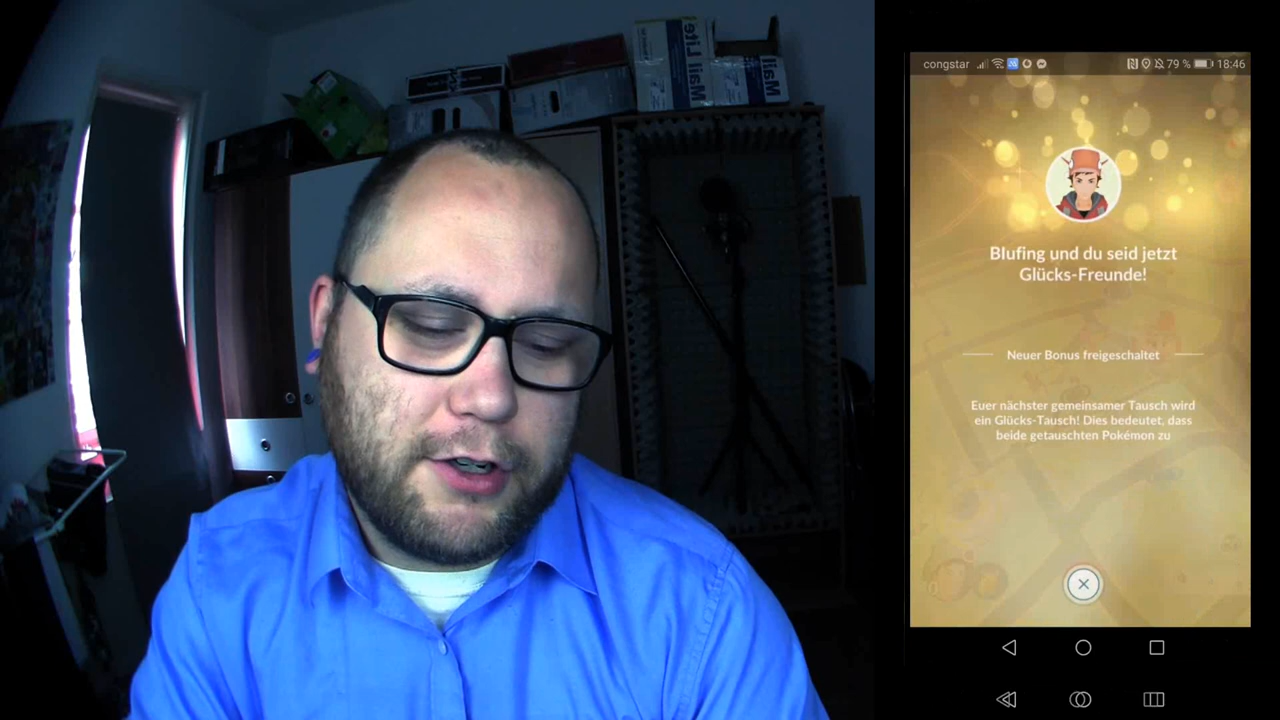 Mail Lite
Mail
congstar 79 % 18:46
Blufing und du seid jetzt
Glücks-Freunde!
Neuer Bonus freigeschaltet
Euer nächster gemeinsamer Tausch wird
ein Glücks-Tausch! Dies bedeutet, dass
beide getauschten Pokémon zu